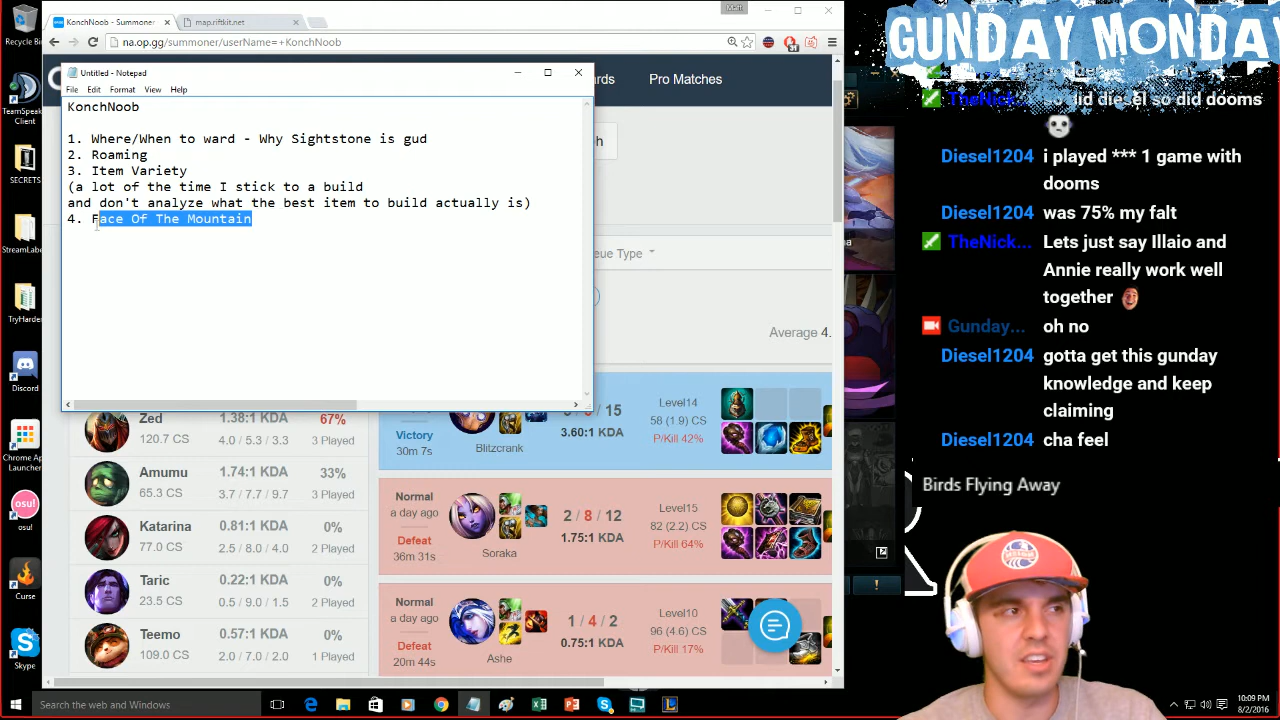 Recycle Bin
TeamSpeak
Client
SECRETS
StreamLabe
TryHarder
Discord
Chrome Ap
Launcher
osu!
osu!
Curse
Skype
KonchNoob - Summoner
map.riftkit.net
na.op.gg/summoner/userName=+KonchNoob
Pro Matches
Untitled - Notepad
File Edit Format View Help
KonchNoob
1. Where/When to ward - Why Sightstone is gud
2. Roaming
3. Item Variety
(a lot of the time I stick to a build
and don't analyze what the best item to build actually is)
4. Face Of The Mountain
Average 4.
Zed
120.7 CS
1.38:1 KDA
4.0 / 5.3 / 3.3
67%
3 Played
Amumu
65.3 CS
1.74:1 KDA
3.7 / 7.7 / 9.7
33%
3 Played
Katarina
77.0 CS
0.81:1 KDA
2.5 / 8.0 / 4.0
0%
2 Played
Taric
23.5 CS
0.22:1 KDA
0.5 / 9.0 / 1.5
0%
2 Played
Teemo
109.0 CS
0.57:1 KDA
2.0 / 7.0 / 2.0
0%
1 Played
Victory
30m 7s
Blitzcrank
/ 15
3.60:1 KDA
Level14
58 (1.9) CS
P/Kill 42%
Normal
a day ago
Defeat
36m 31s
Soraka
2 / 8 / 12
1.75:1 KDA
Level15
82 (2.2) CS
P/Kill 64%
Normal
a day ago
Defeat
20m 44s
Ashe
1 / 4 / 2
0.75:1 KDA
Level10
96 (4.6) CS
P/Kill 17%
GUNDAY MONDA
did diesel so did dooms
Diesel1204 i played *** 1 game with
dooms
Diesel1204 was 75% my falt
TheNick... Lets just say Illaio and
Annie really work well
together
Gunday... oh no
Diesel1204 gotta get this gunday
knowledge and keep
claiming
Diesel1204 cha feel
Birds Flying Away
Search the web and Windows
10:09 PM
8/2/2016